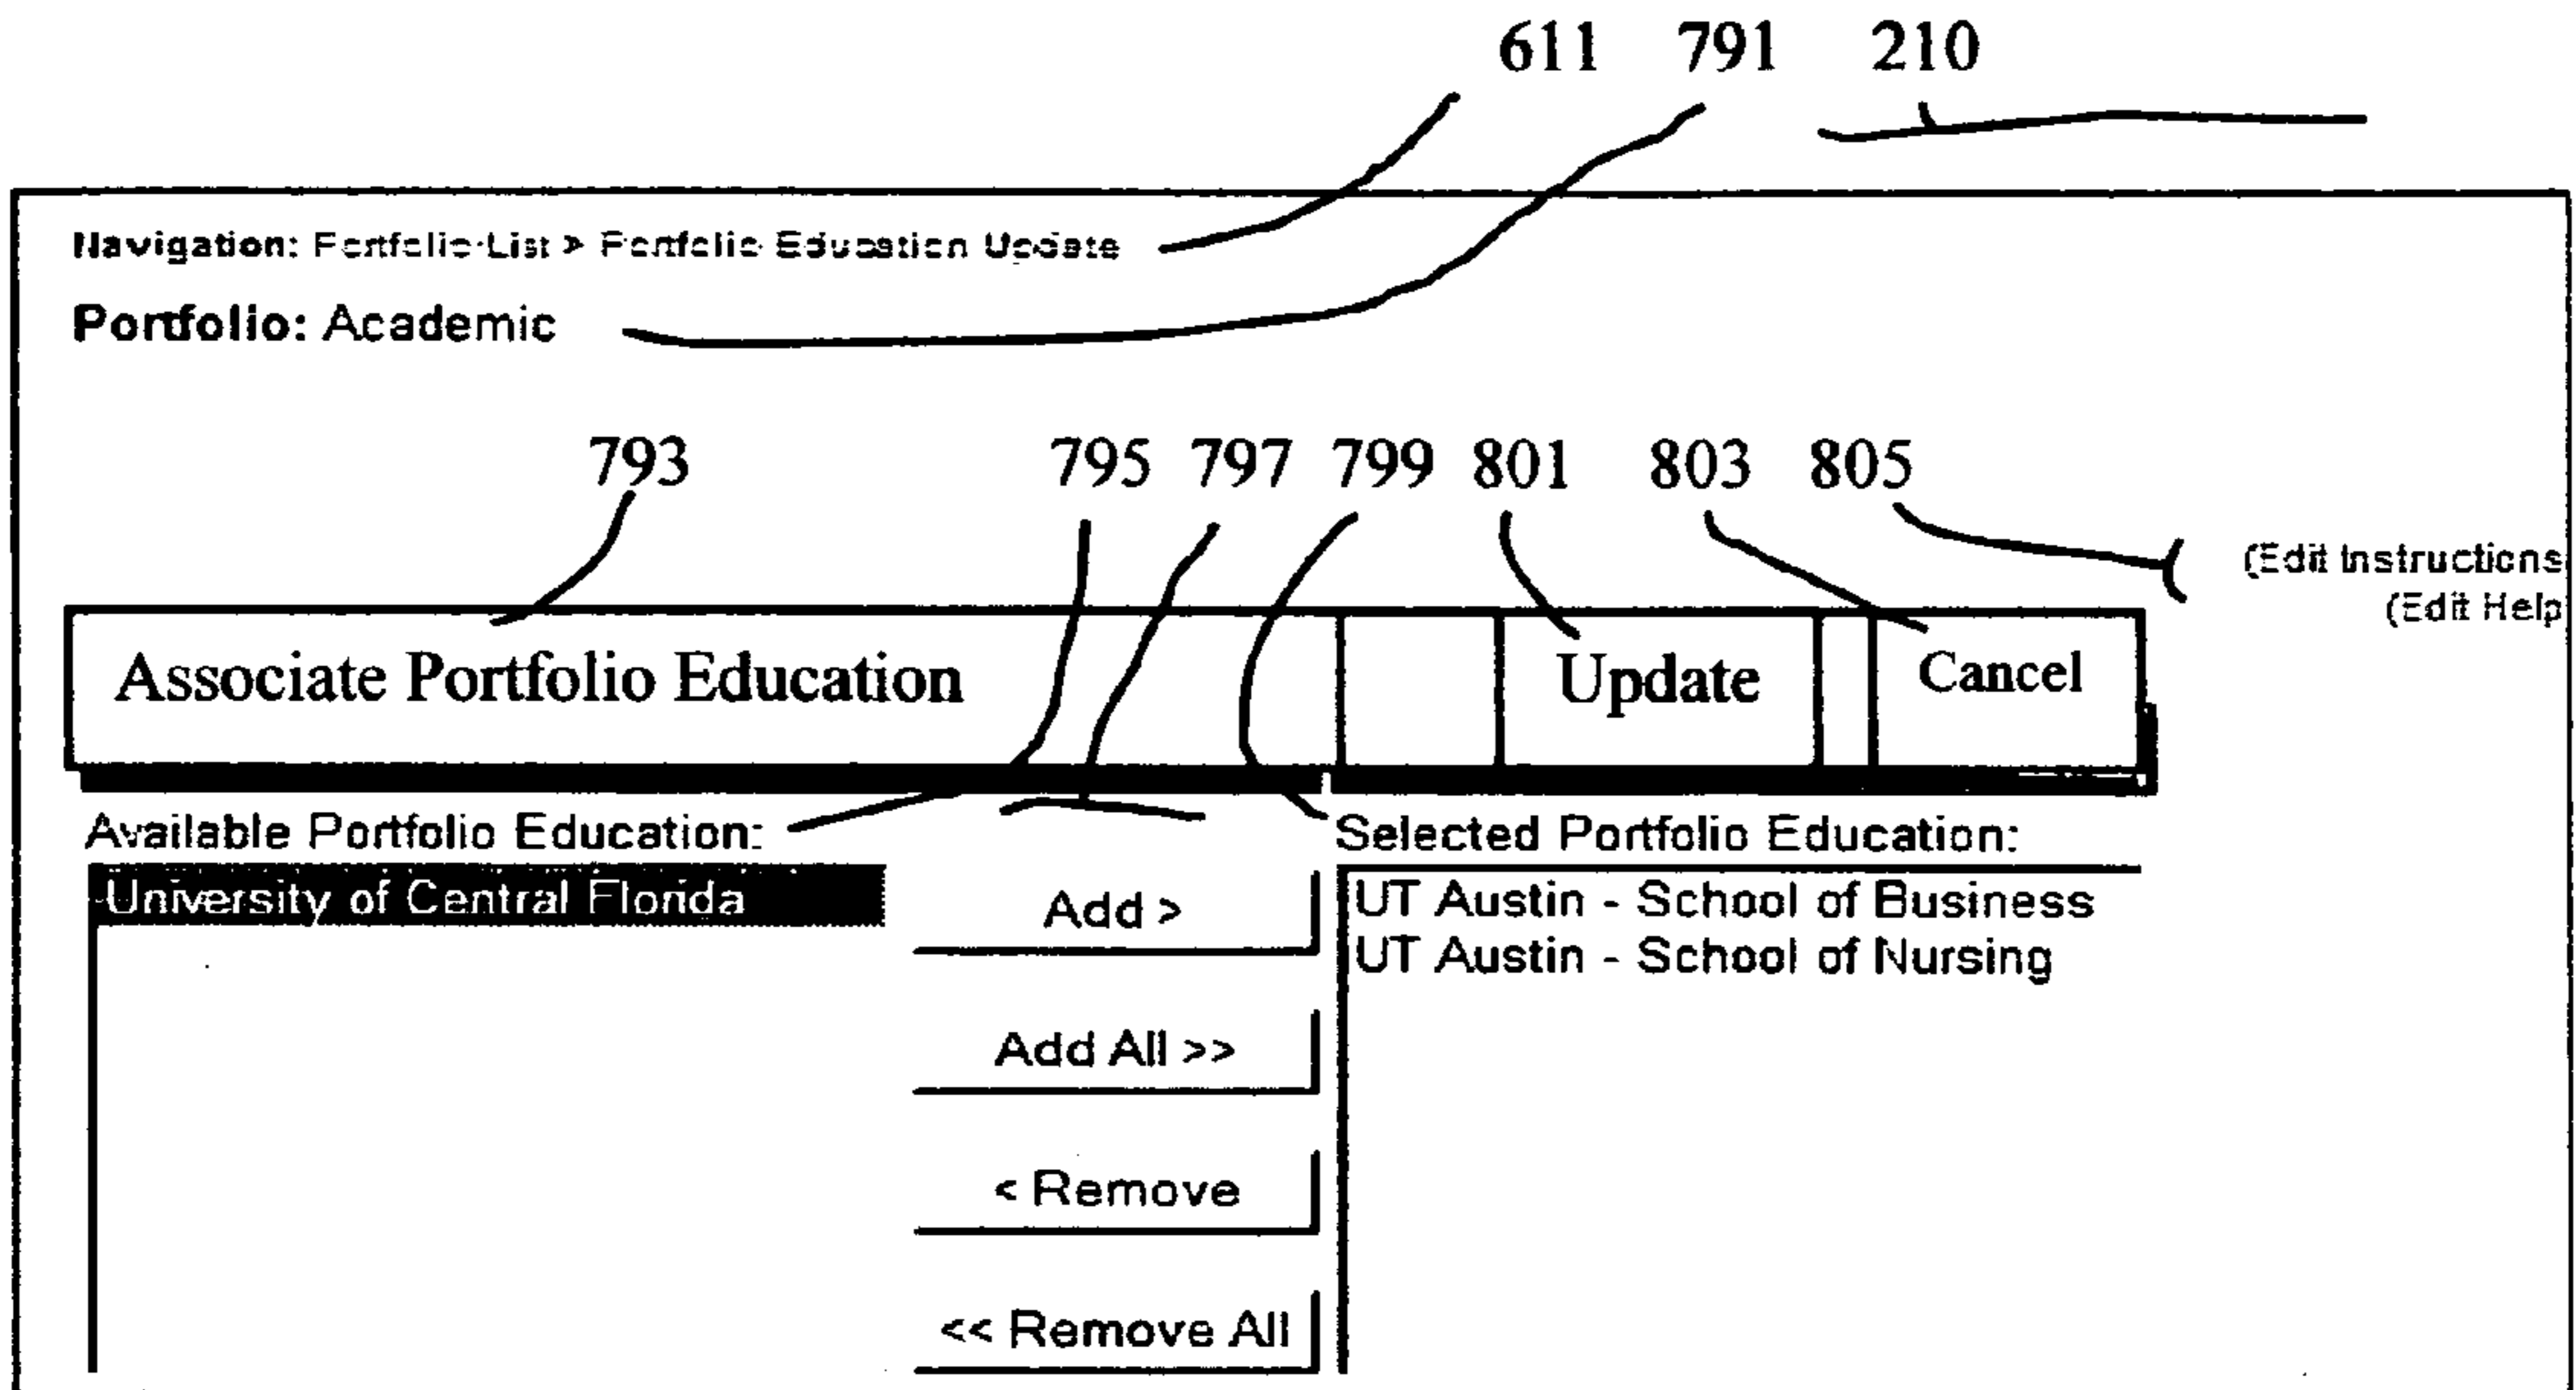 611 791 210
Navigation: Portfolio List > Portfolio Education Update
Portfolio: Academic
793 795 797 799 801 803 805
(Edit Instructions
(Edit Help
Associate Portfolio Education Update Cancel
Available Portfolio Education: Selected Portfolio Education:
University of Central Florida Add > UT Austin - School of Business
UT Austin - School of Nursing
Add All >>
< Remove
<< Remove All